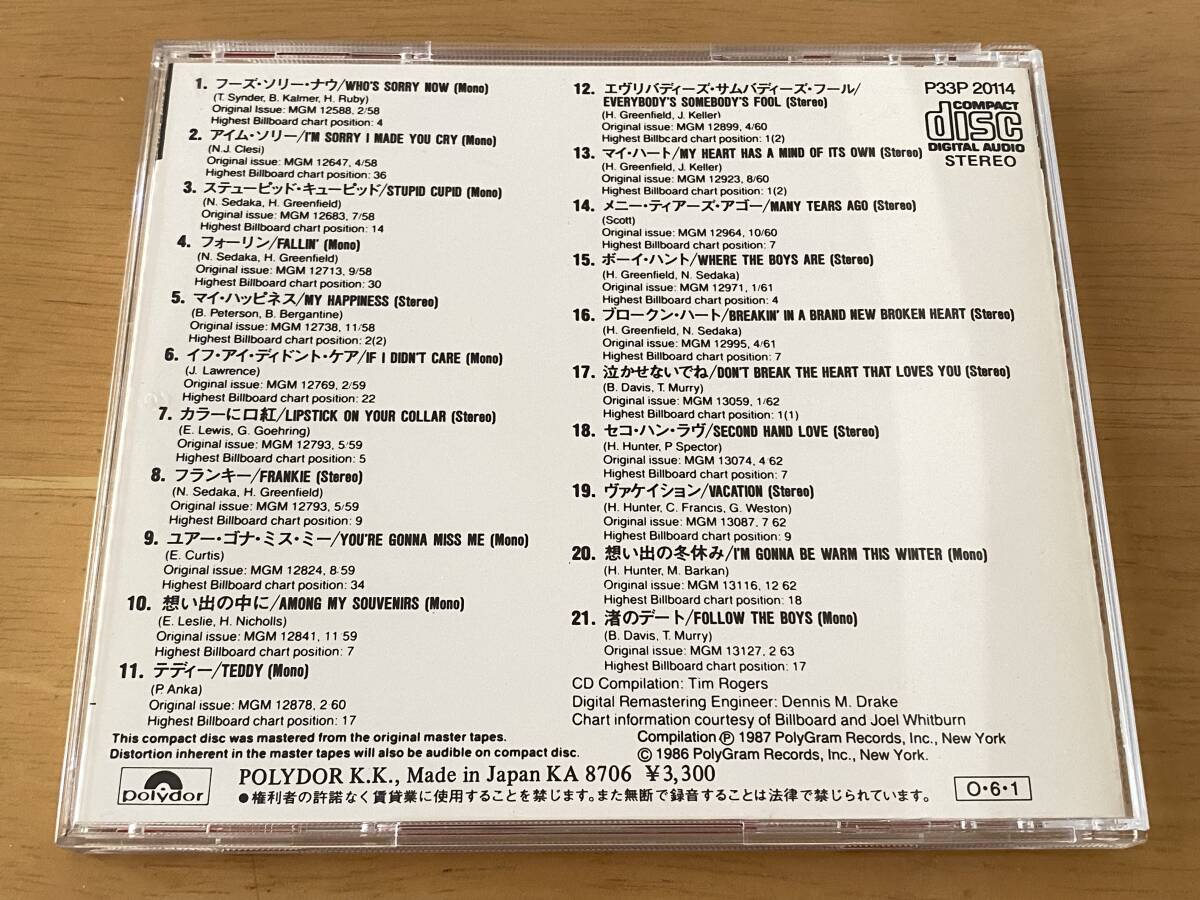 1. フーズ・ソリー・ナウ/WHO'S SORRY NOW (Mono)
(T. Synder, B. Kalmer, H. Ruby)
Original Issue: MGM 12588, 2/58
Highest Billboard chart position: 4
2. アイム・ソリー/I'M SORRY I MADE YOU CRY (Mono)
(N.J. Clesi)
Original issue: MGM 12647, 4/58
Highest Billboard chart position: 36
3. ステューピッド・キューピッド/STUPID CUPID (Mono)
(N. Sedaka, H. Greenfield)
Original issue: MGM 12683, 7/58
Highest Billboard chart position: 14
4. フォーリン/FALLIN' (Mono)
(N. Sedaka, H. Greenfield)
Original issue: MGM 12713, 9/58
Highest Billboard chart position: 30
5. マイ・ハッピネス/MY HAPPINESS (Stereo)
(B. Peterson, B. Bergantine)
Original issue: MGM 12738, 11/58
Highest Billboard chart position: 2(2)
6. イフ・アイ・ディドント・ケア/IF I DIDN'T CARE (Mono)
(J. Lawrence)
Original issue: MGM 12769, 2/59
Highest Billboard chart position: 22
7. カラーに口紅/LIPSTICK ON YOUR COLLAR (Stereo)
(E. Lewis, G. Goehring)
Original issue: MGM 12793, 5/59
Highest Billboard chart position: 5
8. フランキー/FRANKIE (Stereo)
(N. Sedaka, H. Greenfield)
Original issue: MGM 12793, 5/59
Highest Billboard chart position: 9
9. ユアー・ゴナ・ミス・ミー/YOU'RE GONNA MISS ME (Mono)
(E. Curtis)
Original issue: MGM 12824, 8 59
Highest Billboard chart position: 34
10.想い出の中に/AMONG MY SOUVENIRS (Mono)
(E. Leslie, H. Nicholls)
Original issue: MGM 12841, 11 59
Highest Billboard chart position: 7
11. テディー/TEDDY (Mono)
(P. Anka)
Original issue: MGM 12878, 2 60
Highest Billboard chart position: 17
12. エヴリバディーズ・サムバディーズ・フール/
EVERYBODY'S SOMEBODY'S FOOL (Stereo)
(H. Greenfield, J. Keller)
Original issue: MGM 12899, 4/60
Highest Billboard chart position: 1(2)
13. マイ・ハート/MY HEART HAS A MIND OF ITS OWN (Stereo)
(H. Greenfield, J. Keller)
Original issue: MGM 12923, 8/60
Highest Billboard chart position: 1(2)
14. メニー・ティアーズ・アゴー/MANY TEARS AGO (Stereo)
(Scott)
Original issue: MGM 12964, 10/60
Highest Billboard chart position: 7
15. ボーイ・ハント/WHERE THE BOYS ARE (Stereo)
(H. Greenfield, N. Sedaka)
Original issue: MGM 12971, 1/61
Highest Billboard chart position: 4
16. ブロークン・ハート/BREAKIN' IN A BRAND NEW BROKEN HEART (Stereo)
(H. Greenfield, N. Sedaka)
Original issue: MGM 12995, 4/61
Highest Billboard chart position: 7
17. 泣かせないでね/DON'T BREAK THE HEART THAT LOVES YOU (Stereo)
(B. Davis, T. Murry)
Original issue: MGM 13059, 1/62
Highest Billboard chart position: 1(1)
18. セコ・ハン・ラヴ/SECOND HAND LOVE (Stereo)
(H. Hunter, P. Spector)
Original issue: MGM 13074, 4/62
Highest Billboard chart position: 7
19. ヴァケイション/VACATION (Stereo)
(H. Hunter, C. Francis, G. Weston)
Original issue: MGM 13087, 7 62
Highest Billboard chart position: 9
20. 想い出の冬休み/I'M GONNA BE WARM THIS WINTER (Mono)
(H. Hunter, M. Barkan)
Original issue: MGM 13116, 12 62
Highest Billboard chart position: 18
21. 渚のデート/FOLLOW THE BOYS (Mono)
(B. Davis, T. Murry)
Original issue: MGM 13127, 2 63
Highest Billboard chart position: 17
P33P 20114
COMPACT
disc
DIGITAL AUDIO
STEREO
CD Compilation: Tim Rogers
Digital Remastering Engineer: Dennis M. Drake
Chart information courtesy of Billboard and Joel Whitburn
Compilation Ⓟ 1987 PolyGram Records, Inc., New York
© 1986 PolyGram Records, Inc., New York.
This compact disc was mastered from the original master tapes.
Distortion inherent in the master tapes will also be audible on compact disc.
polydor
POLYDOR K.K., Made in Japan KA 8706 ¥3,300
●権利者の許諾なく賃貸業に使用することを禁じます。また無断で録音することは法律で禁じられています。
O・6・1